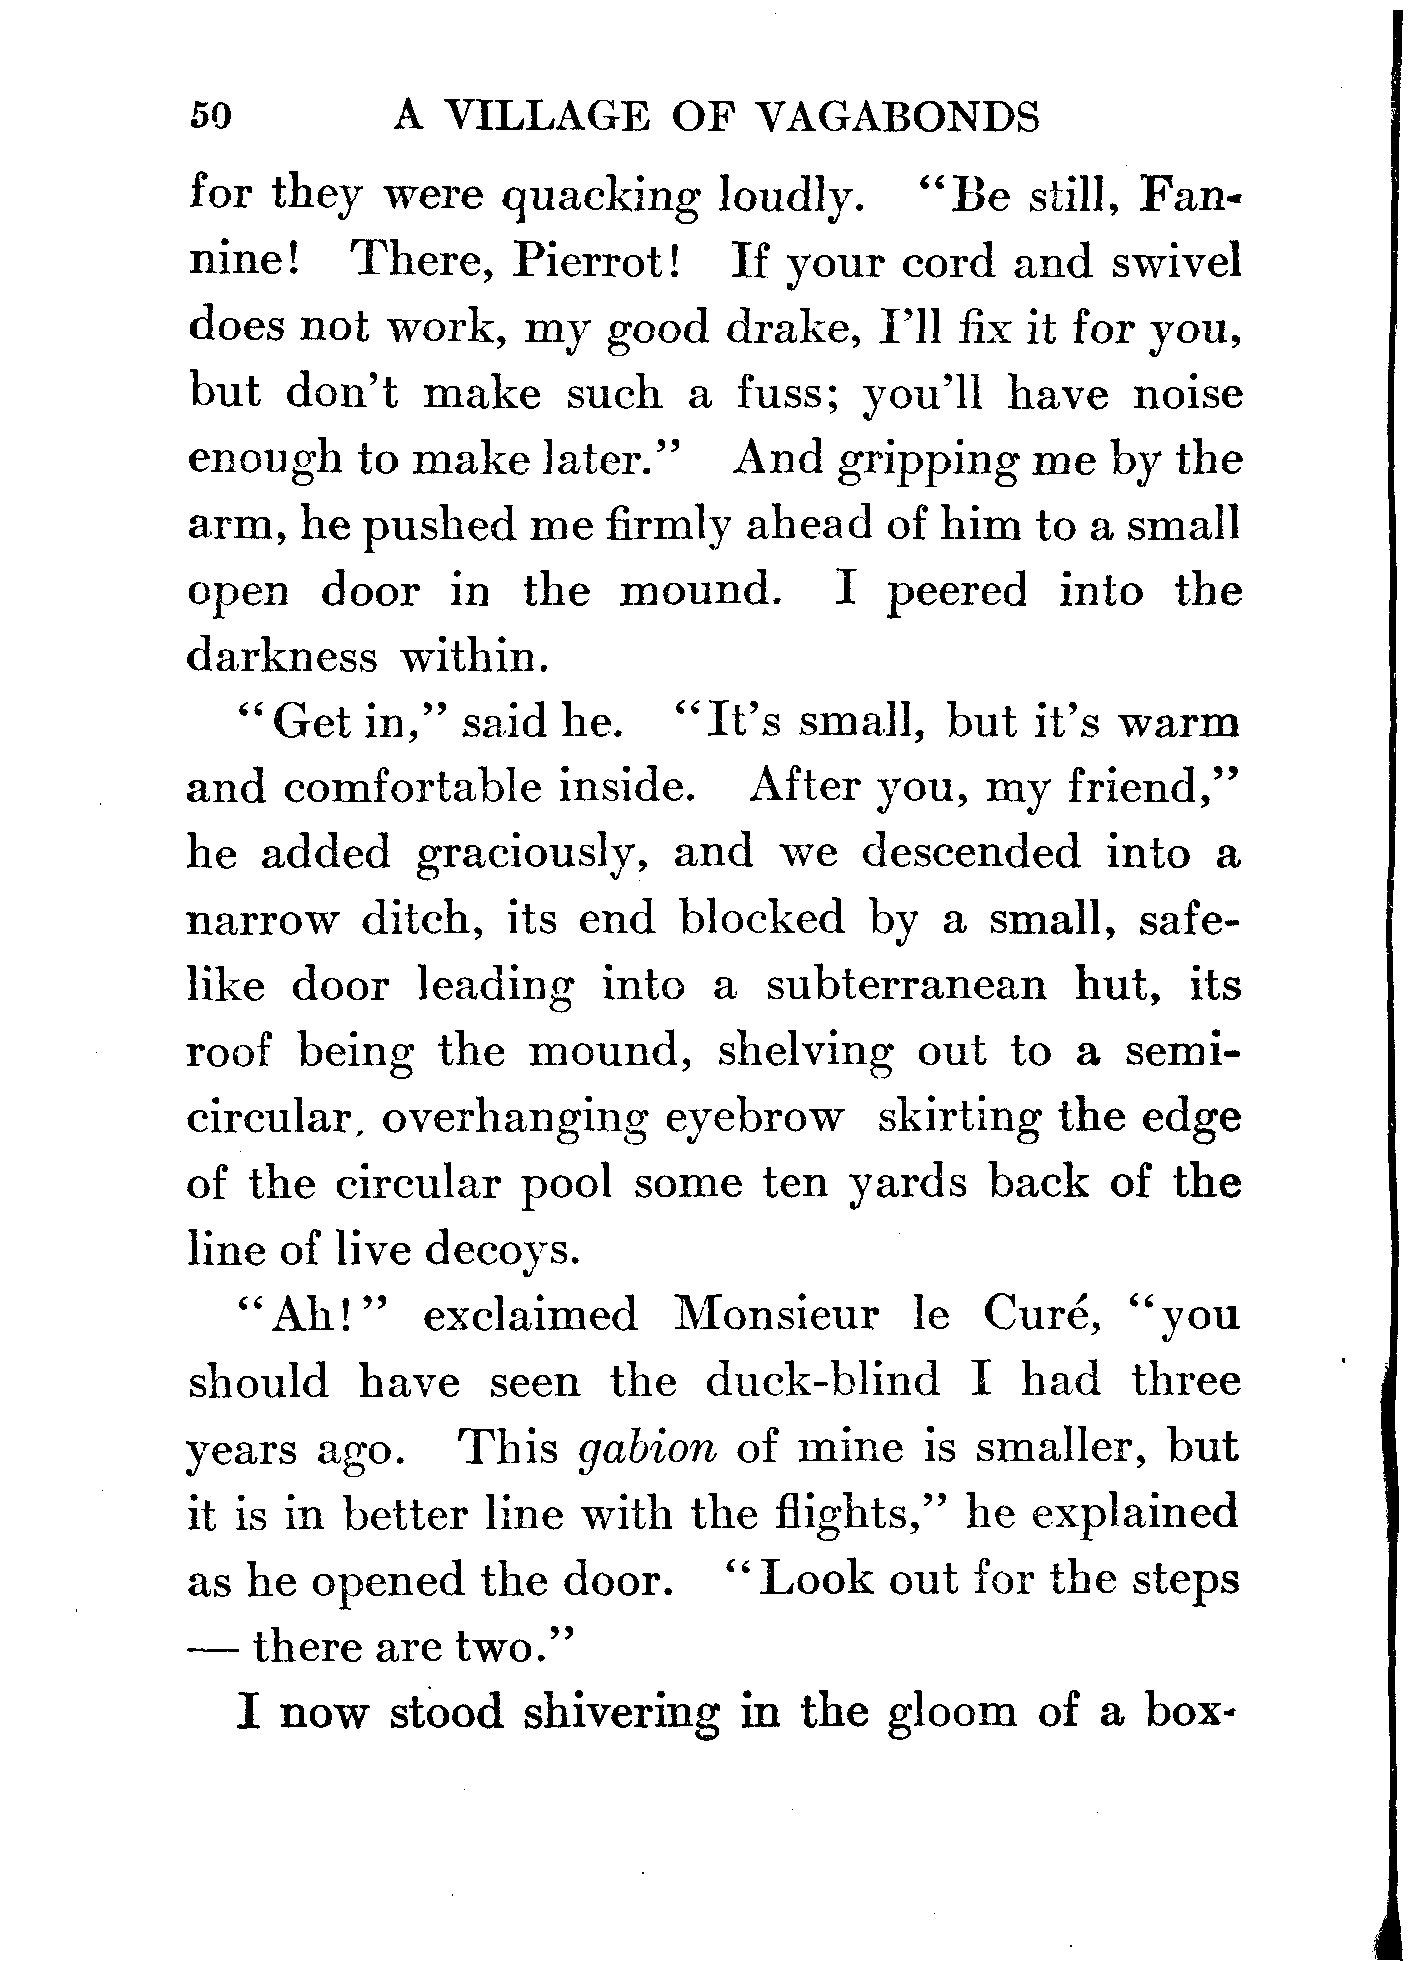 50 A VILLAGE OF VAGABONDS
for they were quacking loudly. "Be still, Fan-
nine! There, Pierrot! If your cord and swivel
does not work, my good drake, I'll fix it for you,
but don't make such a fuss; you'll have noise
enough to make later." And gripping me by the
arm, he pushed me firmly ahead of him to a small
open door in the mound. I peered into the
darkness within.
"Get in," said he. "It's small, but it's warm
and comfortable inside. After you, my friend,"
he added graciously, and we descended into a
narrow ditch, its end blocked by a small, safe-
like door leading into a subterranean hut, its
roof being the mound, shelving out to a semi-
circular, overhanging eyebrow skirting the edge
of the circular pool some ten yards back of the
line of live decoys.
"Ah!" exclaimed Monsieur le Curé, "you
should have seen the duck-blind I had three
years ago. This gabion of mine is smaller, but
it is in better line with the flights," he explained
as he opened the door. "Look out for the steps
— there are two."
I now stood shivering in the gloom of a box-